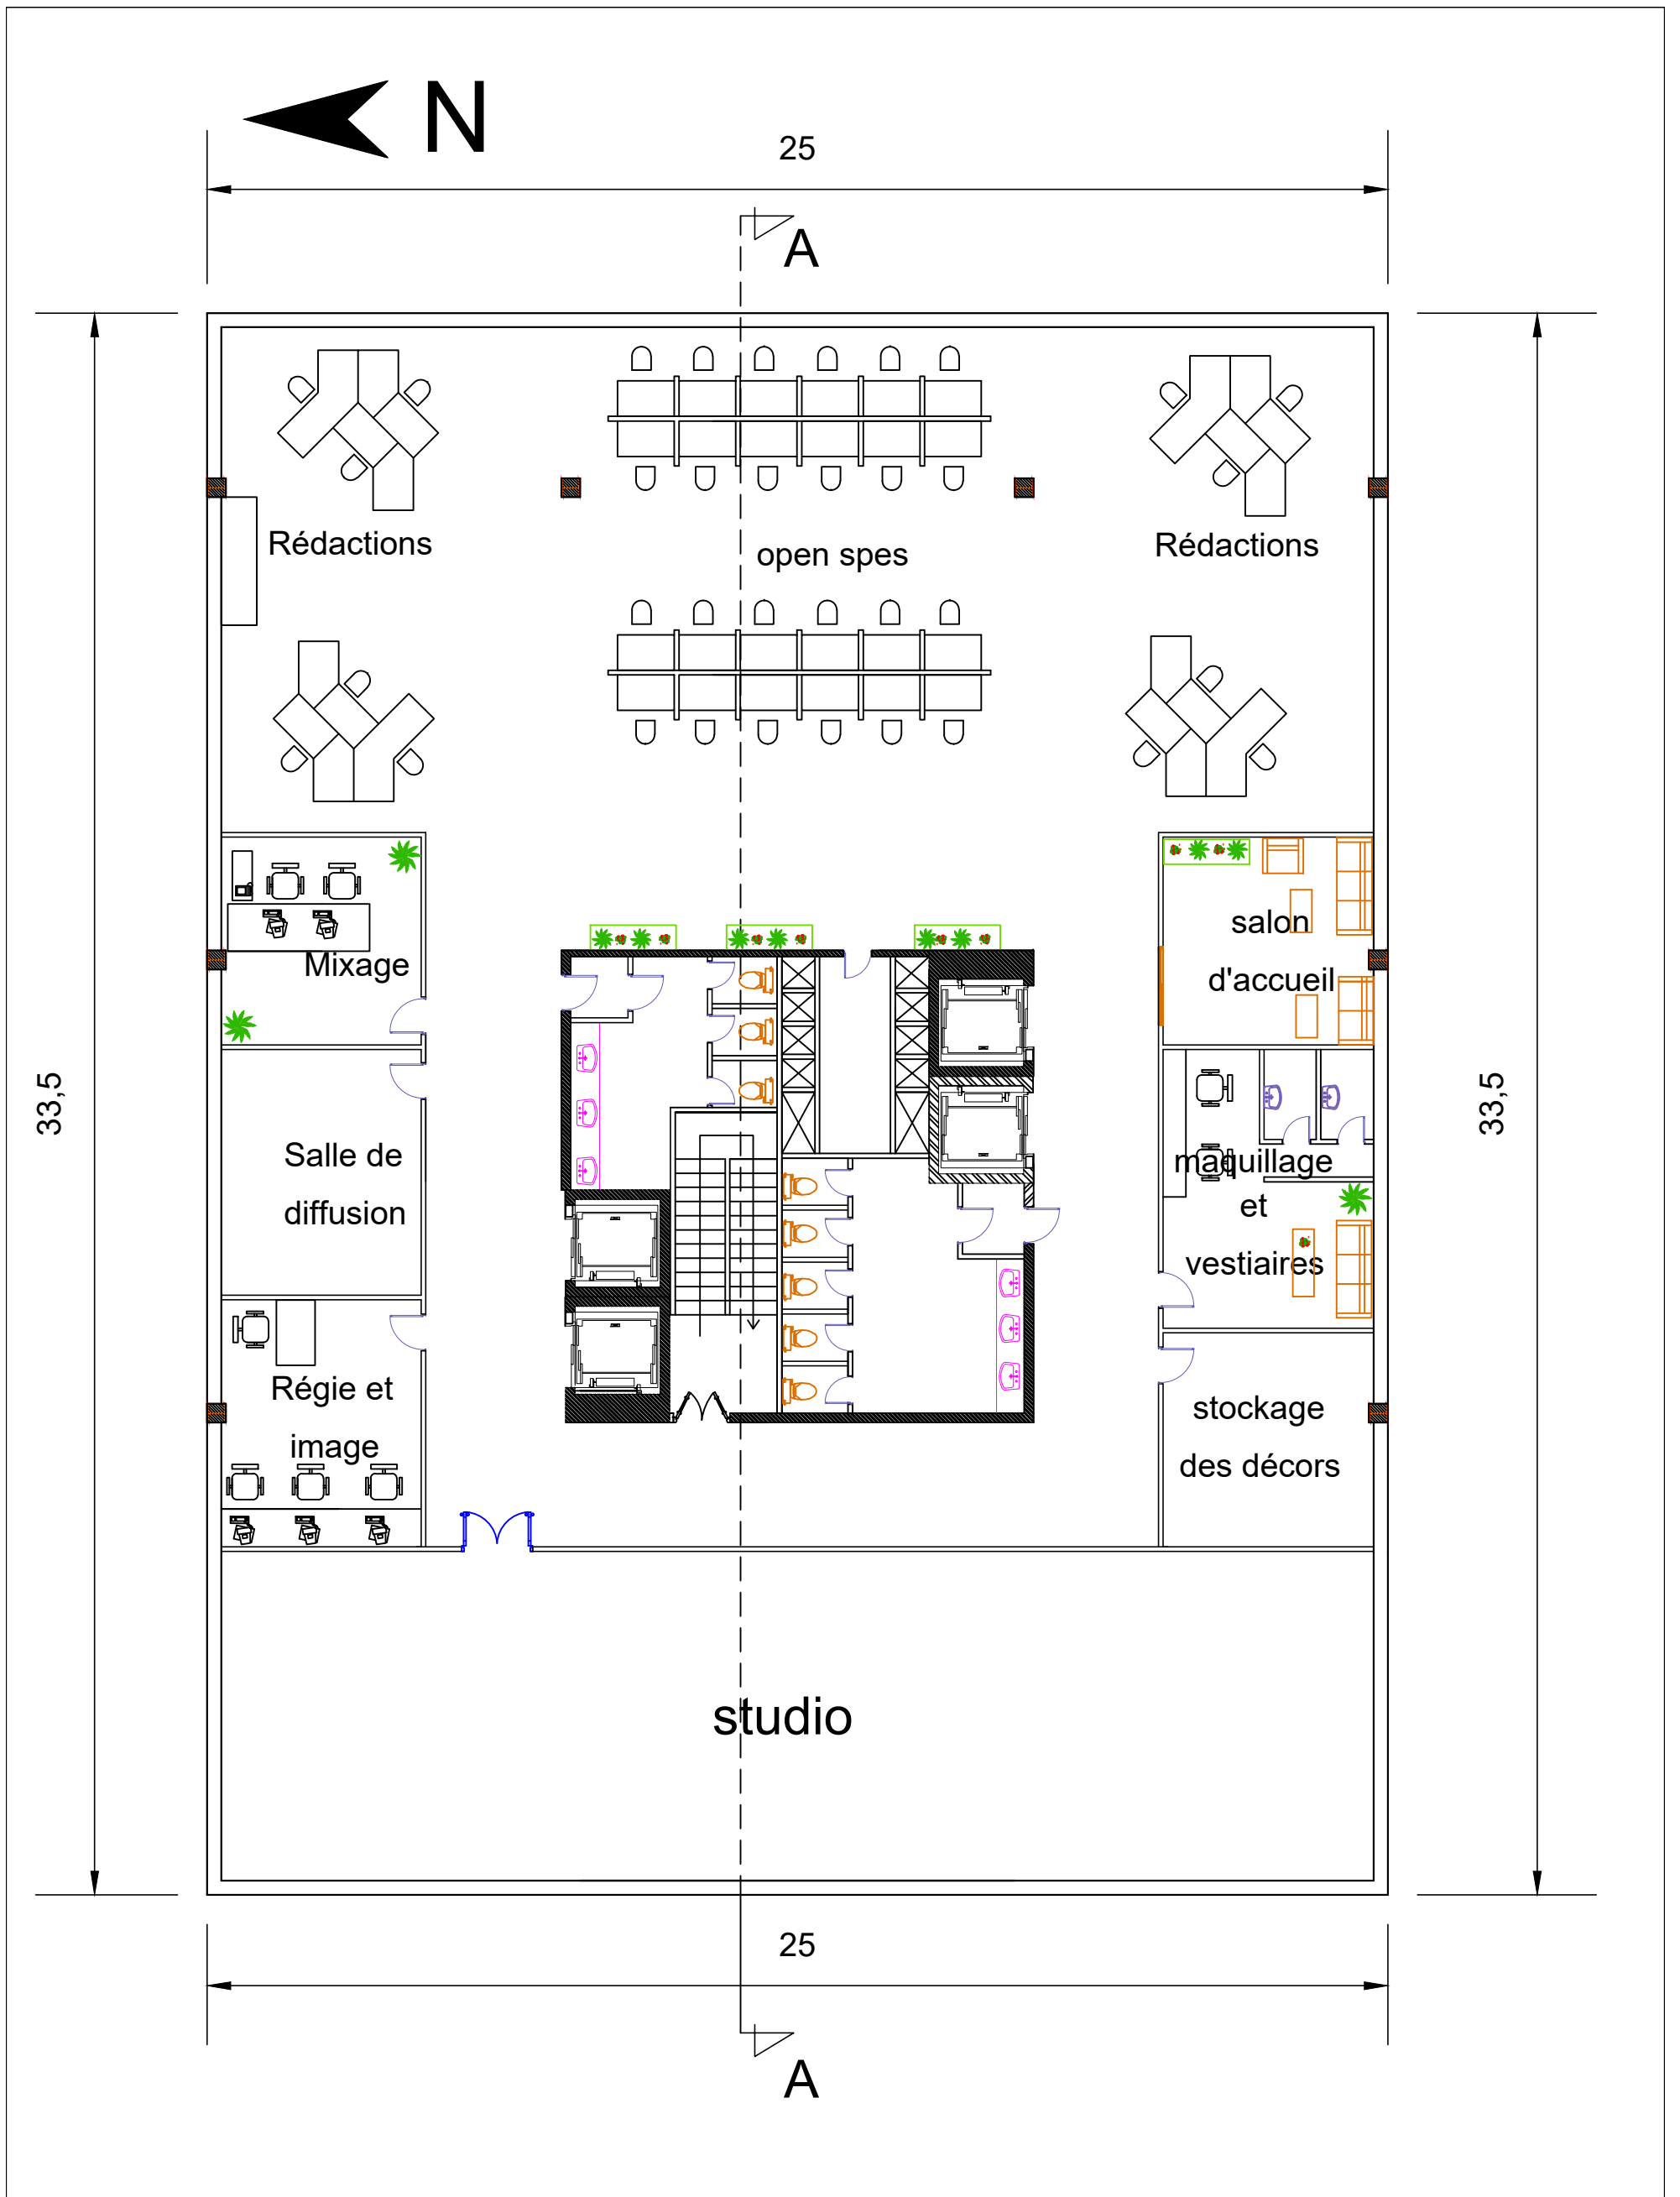 N
25
A
Rédactions
open spes
Rédactions
salon
d'accueil
Mixage
33,5
33,5
Salle de
diffusion
maquillage
et
vestiaires
Régie et
image
stockage
des décors
studio
25
A